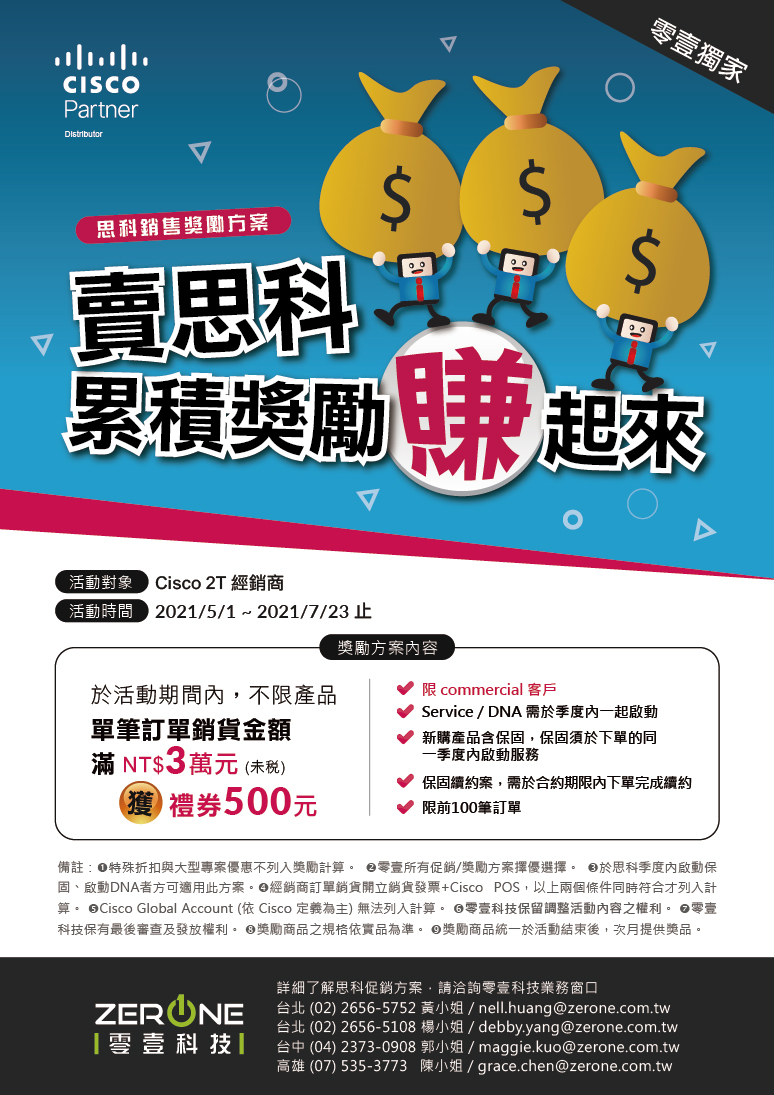 零壹獨家
CISCO
Partner
Distributor
$
$
$
思科銷售獎勵方案
賣思科
累積獎勵賺起來
活動對象 Cisco 2T 經銷商
活動時間 2021/5/1 ~ 2021/7/23 止
獎勵方案內容
於活動期間內，不限產品
單筆訂單銷貨金額
滿 NT$3萬元 (未稅)
獲 禮券500元
限 commercial 客戶
Service / DNA 需於季度內一起啟動
新購產品含保固，保固須於下單的同
一季度內啟動服務
保固續約案，需於合約期限內下單完成續約
限前100筆訂單
備註：❶特殊折扣與大型專案優惠不列入獎勵計算。 ❷零壹所有促銷/獎勵方案擇優選擇。 ❸於思科季度內啟動保
固、啟動DNA者方可適用此方案。❹經銷商訂單銷貨開立銷貨發票+Cisco POS，以上兩個條件同時符合才列入計
算。 ❺Cisco Global Account (依 Cisco 定義為主) 無法列入計算。 ❻零壹科技保留調整活動內容之權利。 ❼零壹
科技保有最後審查及發放權利。 ❽獎勵商品之規格依實品為準。 ❾獎勵商品統一於活動結束後，次月提供獎品。
ZERONE
零壹科技
詳細了解思科促銷方案．請洽詢零壹科技業務窗口
台北 (02) 2656-5752 黃小姐 / nell.huang@zerone.com.tw
台北 (02) 2656-5108 楊小姐 / debby.yang@zerone.com.tw
台中 (04) 2373-0908 郭小姐 / maggie.kuo@zerone.com.tw
高雄 (07) 535-3773 陳小姐 / grace.chen@zerone.com.tw